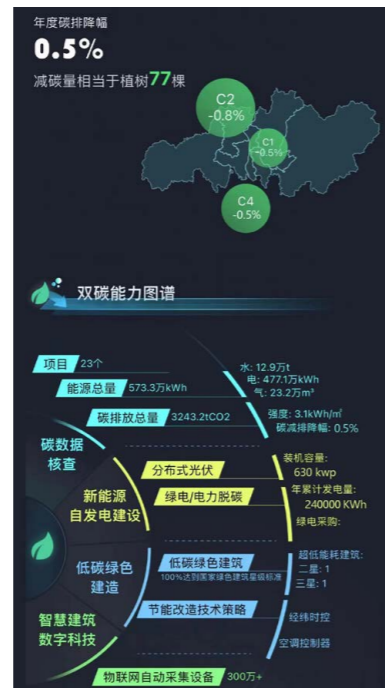 年度碳排降幅
0.5%
减碳量相当于植树77棵
C2
-0.8%
C1
-0.5%
C4
-0.5%
双碳能力图谱
项目 23个
水: 12.9万t
电: 477.1万kWh
能源总量 573.3万kWh
气: 23.2万m³
碳排放总量 3243.2tCO2
强度: 3.1kWh/㎡
碳减排降幅: 0.5%
碳数据
核查
装机容量:
630 kwp
分布式光伏
年累计发电量:
绿电/电力脱碳
240000 KWh
新能源
自发电建设
绿电采购:
低碳绿色建筑
100%达到国家绿色建筑星级标准
超低能耗建筑:
二星: 1
三星: 1
低碳绿色
建造
节能改造技术策略
经纬时控
空调控制器
智慧建筑
数字科技
物联网自动采集设备 300万+